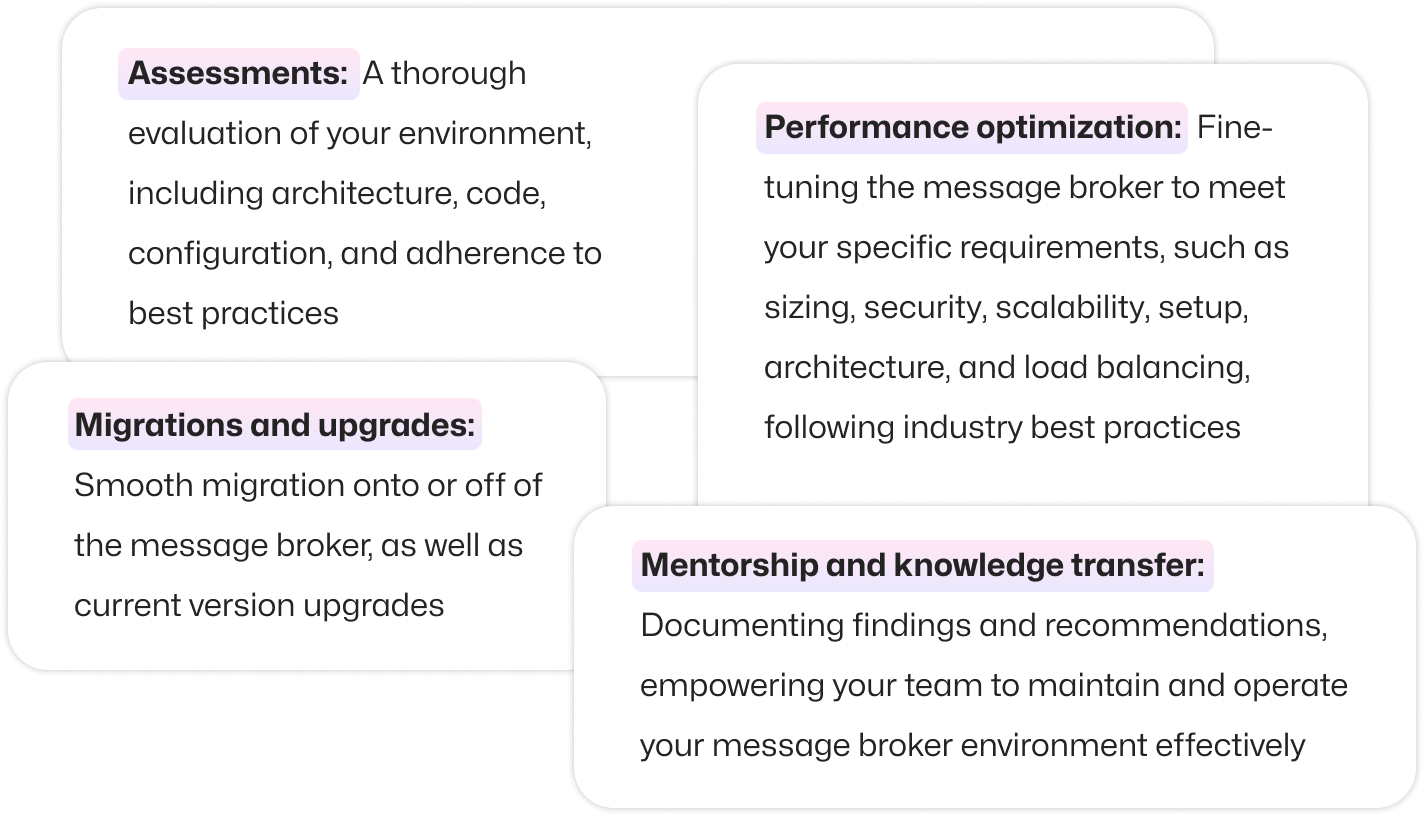 Assessments: A thorough
evaluation of your environment,
including architecture, code,
configuration, and adherence to
best practices
Performance optimization: Fine-
tuning the message broker to meet
your specific requirements, such as
sizing, security, scalability, setup,
architecture, and load balancing,
following industry best practices
Migrations and upgrades:
Smooth migration onto or off of
the message broker, as well as
current version upgrades
Mentorship and knowledge transfer:
Documenting findings and recommendations,
empowering your team to maintain and operate
your message broker environment effectively